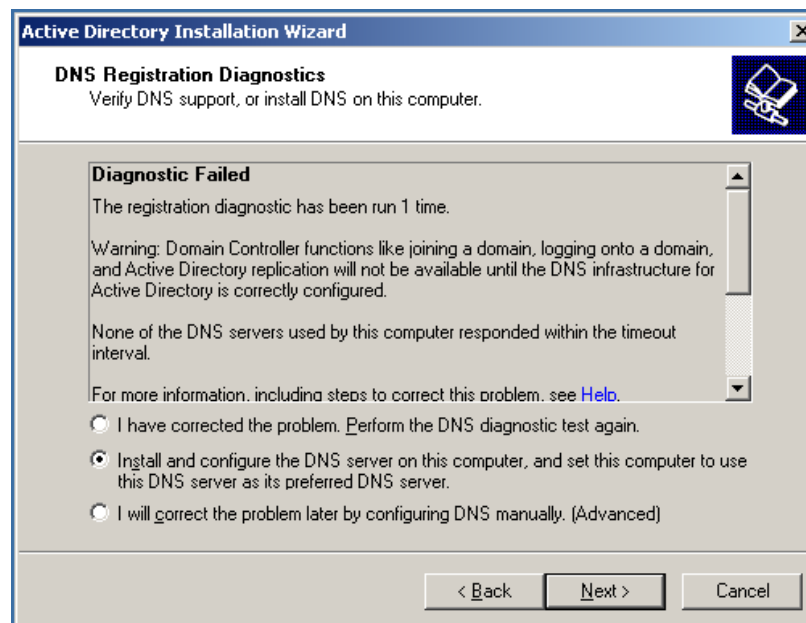 Active Directory Installation Wizard
DNS Registration Diagnostics
Verify DNS support, or install DNS on this computer.
Diagnostic Failed
The registration diagnostic has been run 1 time.
Warning: Domain Controller functions like joining a domain, logging onto a domain,
and Active Directory replication will not be available until the DNS infrastructure for
Active Directory is correctly configured.
None of the DNS servers used by this computer responded within the timeout
interval.
For more information, including steps to correct this problem, see Help.
I have corrected the problem. Perform the DNS diagnostic test again.
Install and configure the DNS server on this computer, and set this computer to use
this DNS server as its preferred DNS server.
I will correct the problem later by configuring DNS manually. (Advanced)
< Back
Next >
Cancel